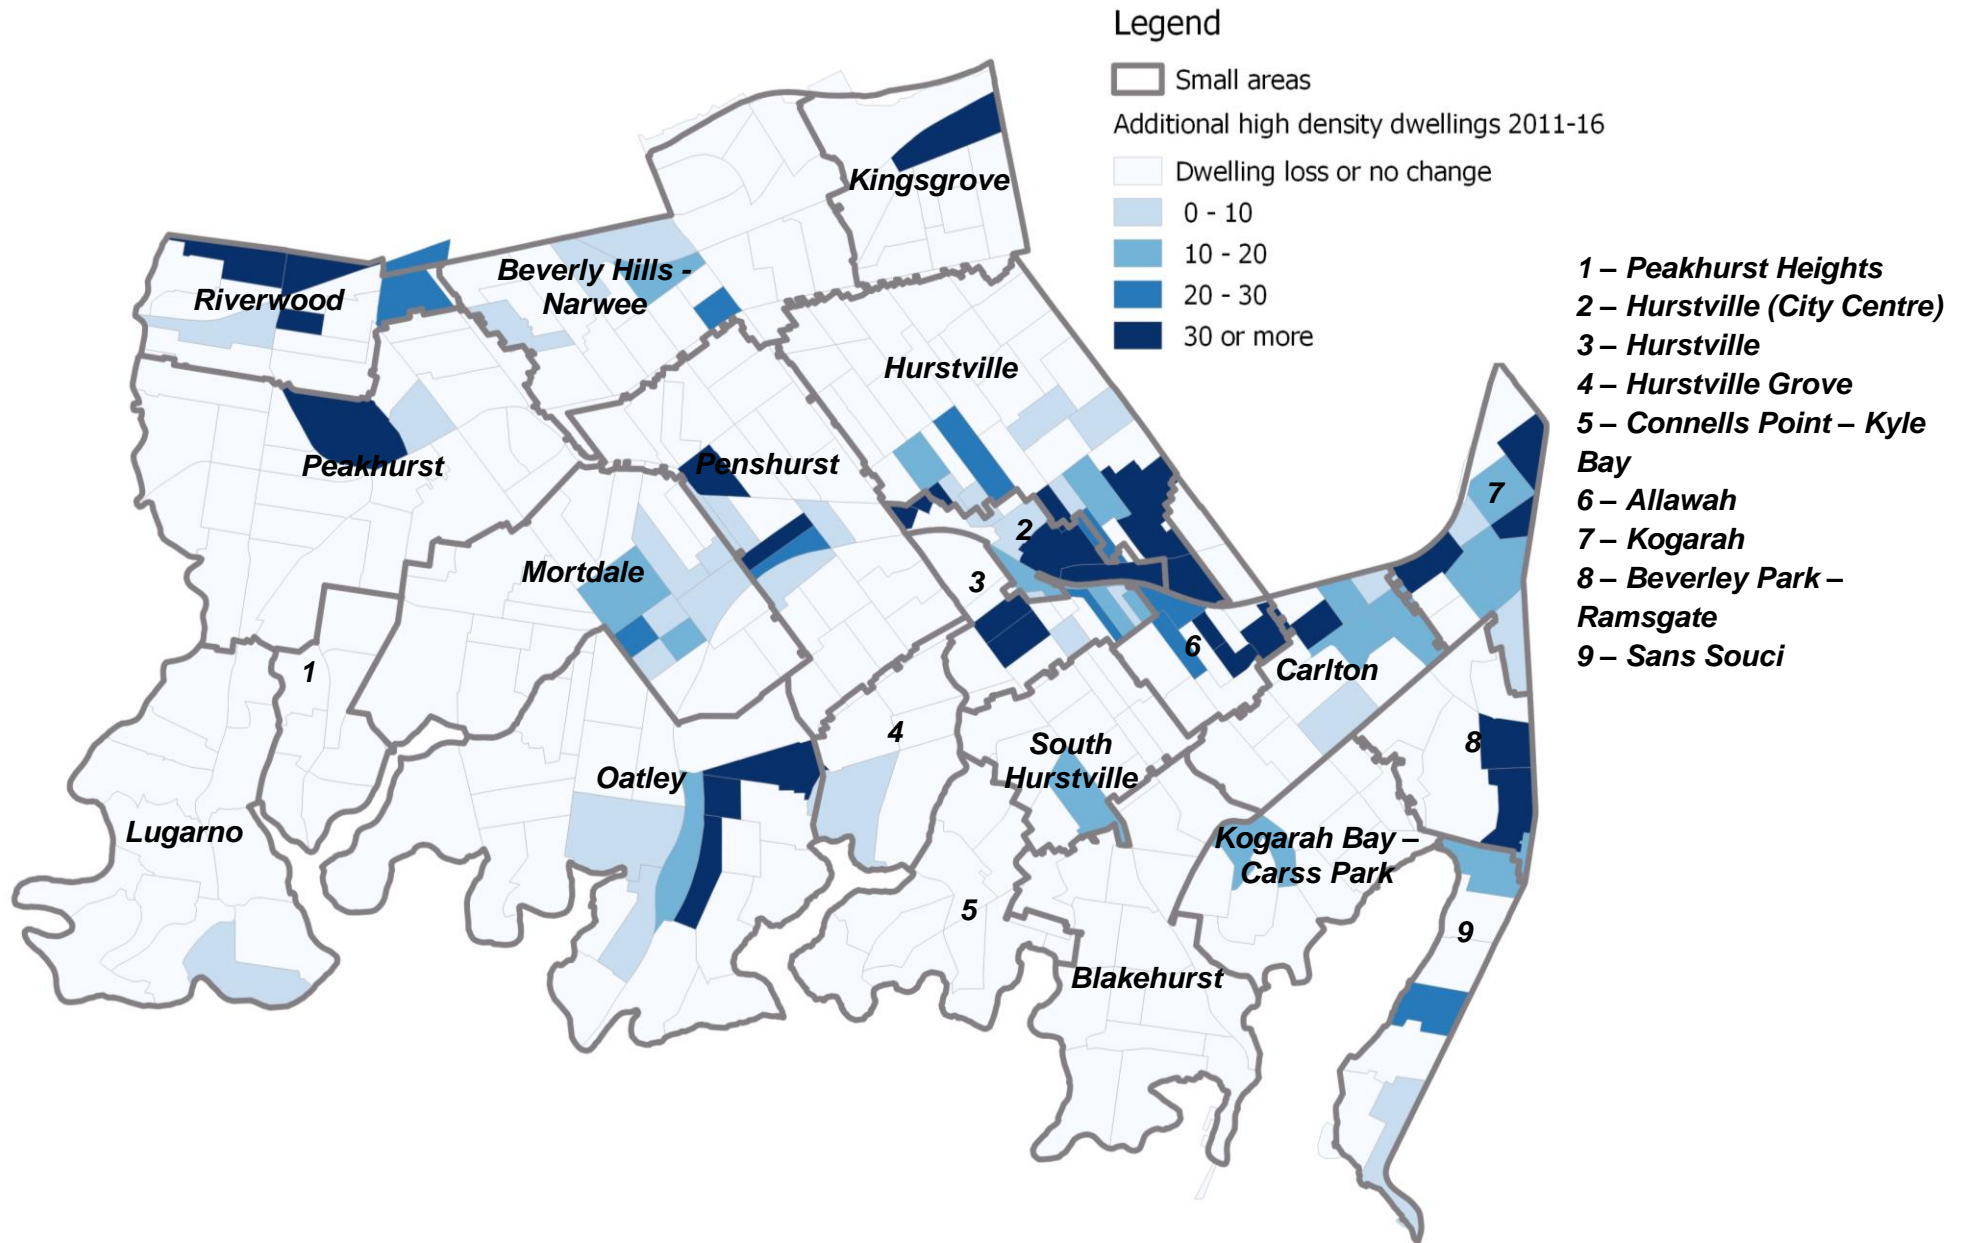 Legend
Small areas
Additional high density dwellings 2011-16
Dwelling loss or no change
0 - 10
10 - 20
20 - 30
30 or more
1 – Peakhurst Heights
2 – Hurstville (City Centre)
3 – Hurstville
4 – Hurstville Grove
5 – Connells Point – Kyle
Bay
6 – Allawah
7 – Kogarah
8 – Beverley Park –
Ramsgate
9 – Sans Souci
Kingsgrove
Beverly Hills -
Narwee
Riverwood
Hurstville
Peakhurst
Penshurst
7
2
Mortdale
3
6
1
Carlton
4
South
Hurstville
8
Oatley
Lugarno
Kogarah Bay –
Carss Park
5
9
Blakehurst